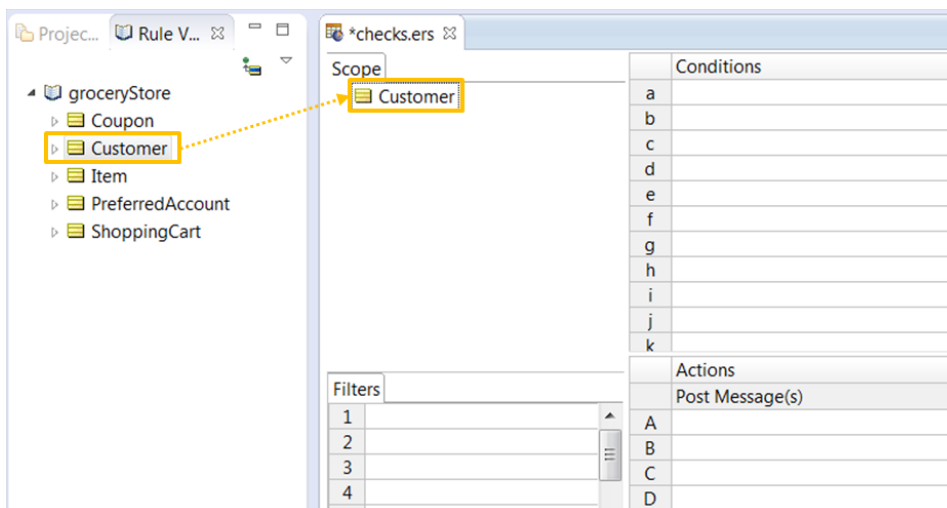 Projec...
Rule V...
groceryStore
Coupon
Customer
Item
PreferredAccount
ShoppingCart
*checks.ers
Scope
Customer
Filters
1
2
3
4
Conditions
a
b
c
d
e
f
g
h
i
j
k
Actions
Post Message(s)
A
B
C
D